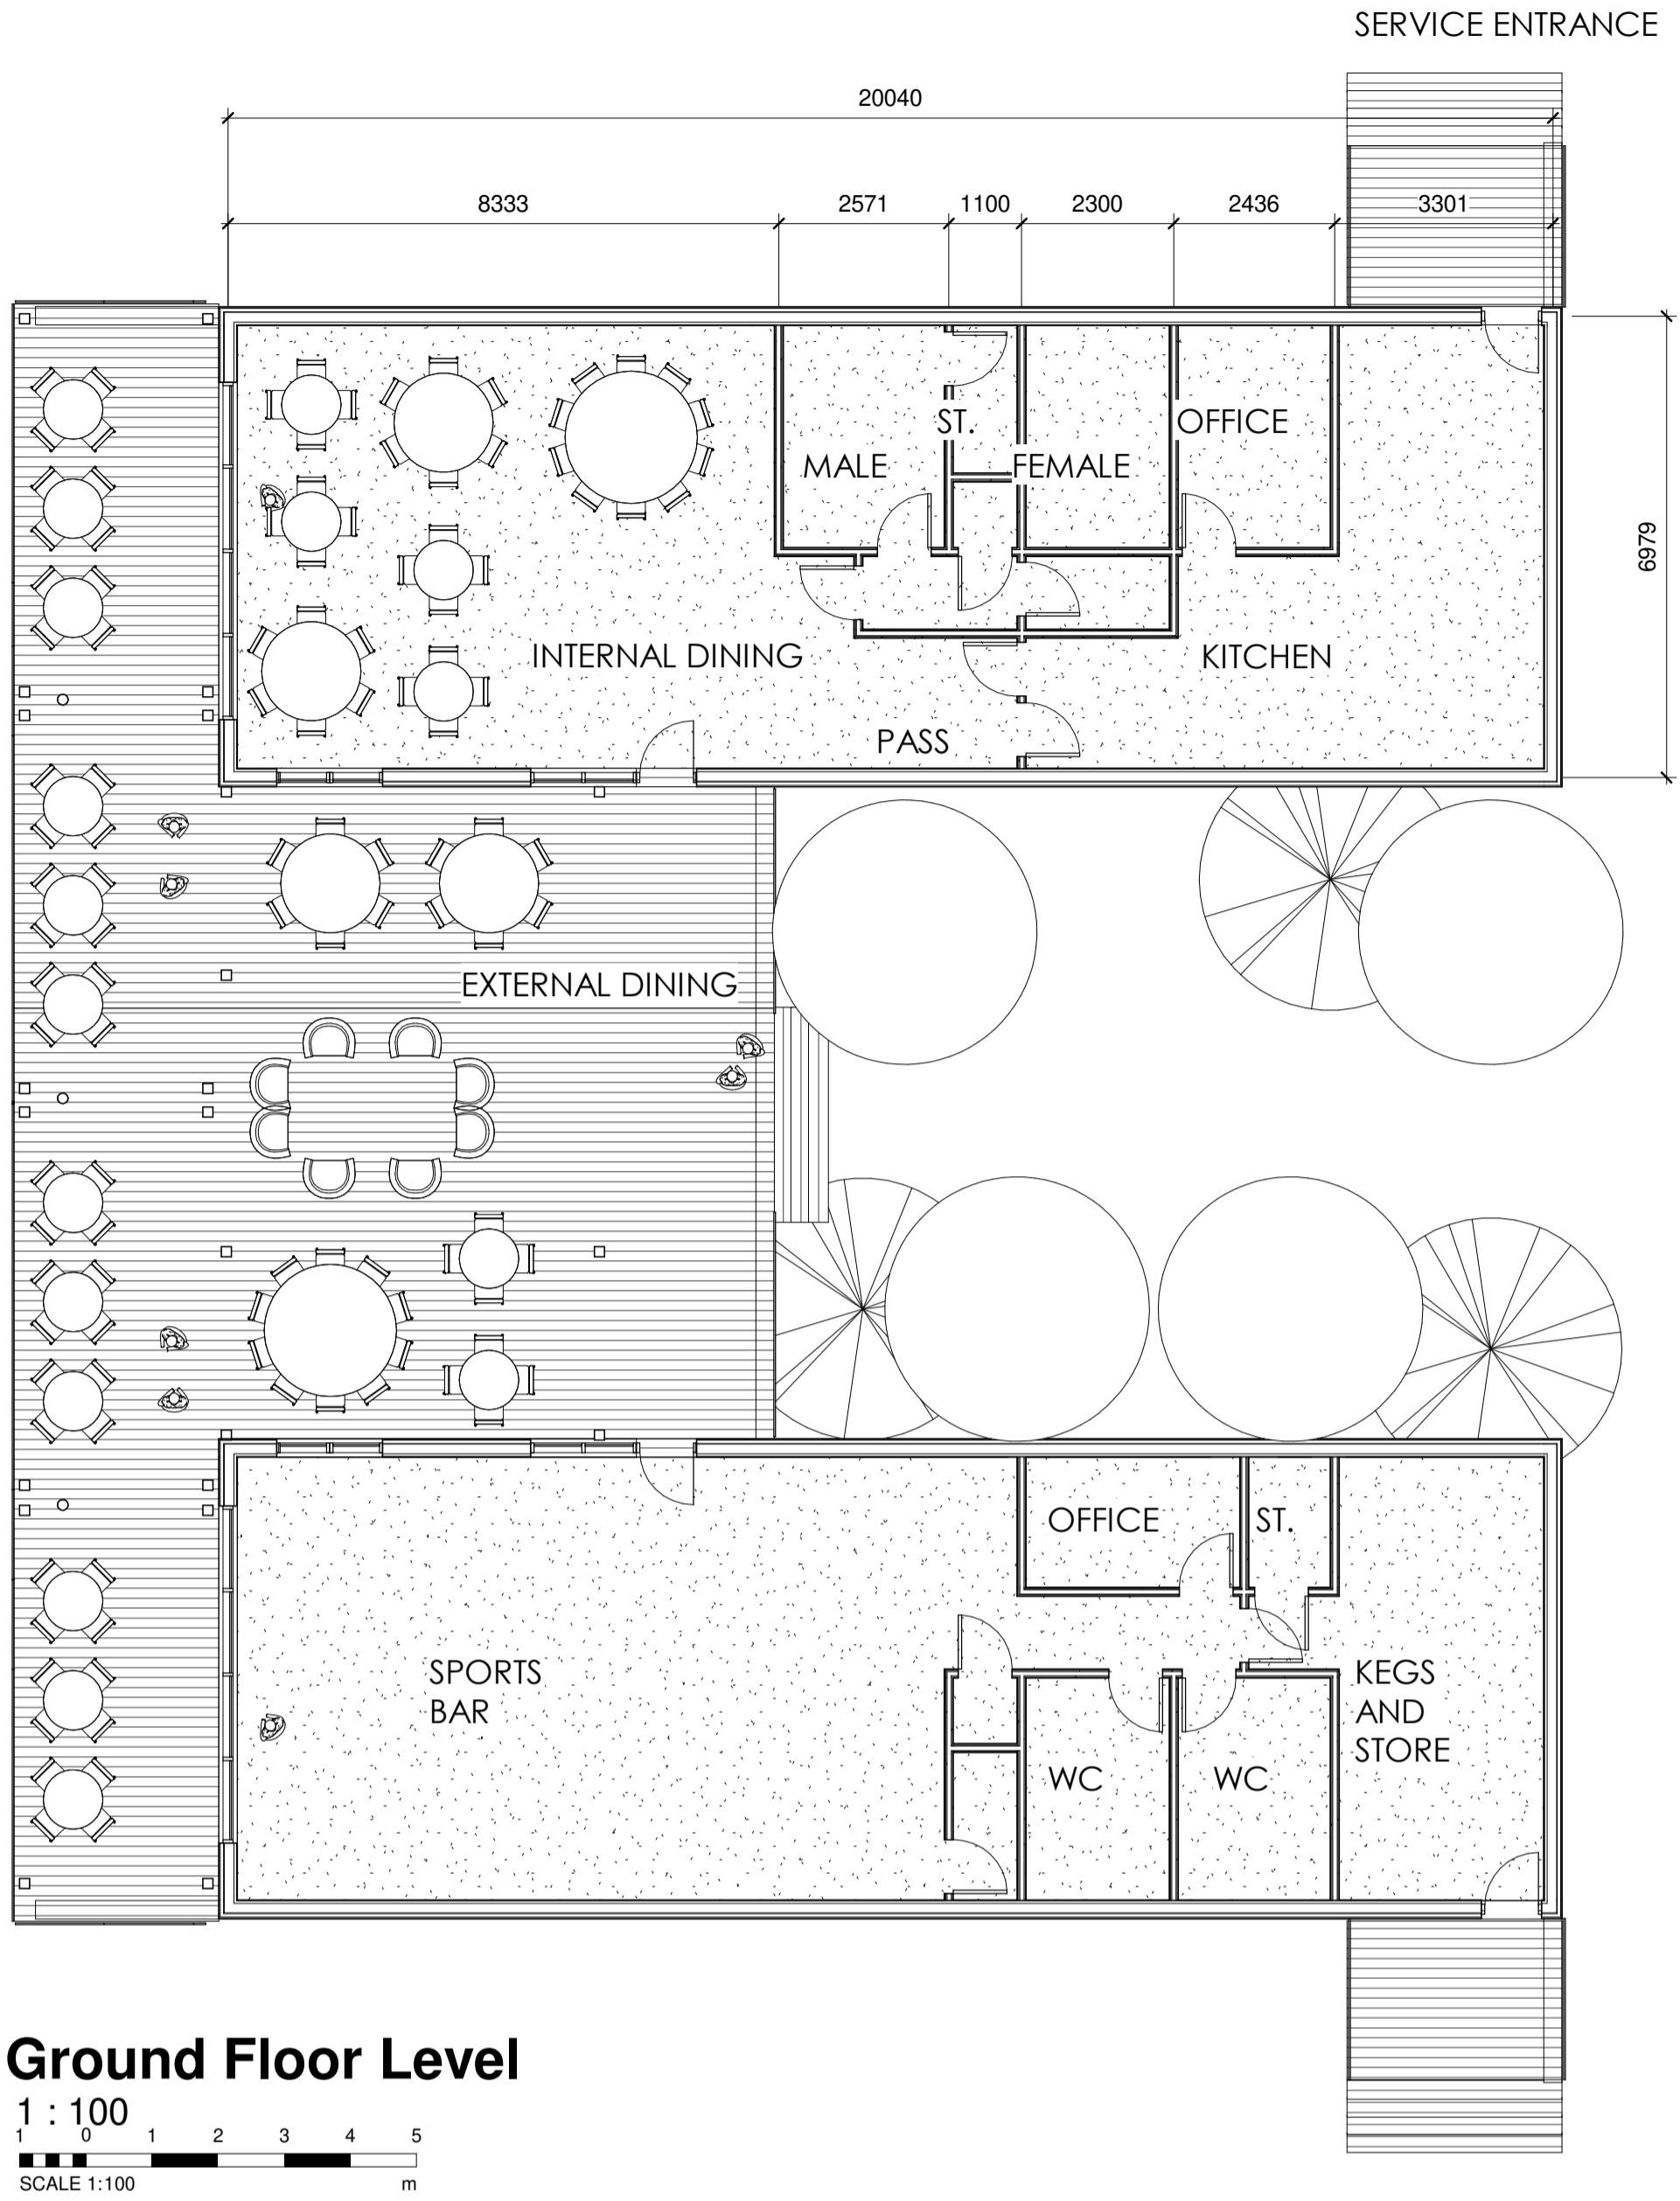 SERVICE ENTRANCE
20040
8333 2571 1100 2300 2436 3301
6979
ST.
OFFICE
MALE
FEMALE
INTERNAL DINING
KITCHEN
PASS
EXTERNAL DINING
OFFICE
ST.
SPORTS
BAR
KEGS
AND
STORE
WC
WC
Ground Floor Level
1 : 100
1 0 1 2 3 4 5
SCALE 1:100 m